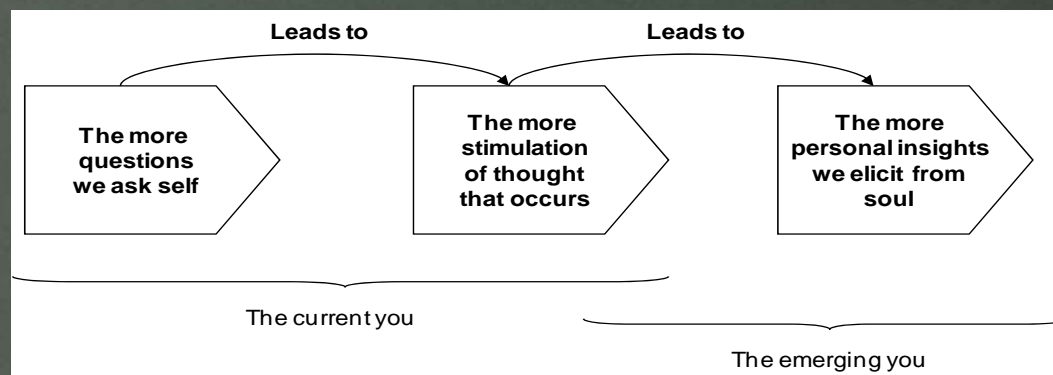 Leads to
Leads to
The more
questions
we ask self
The more
stimulation
of thought
that occurs
The more
personal insights
we elicit from
soul
The current you
The emerging you